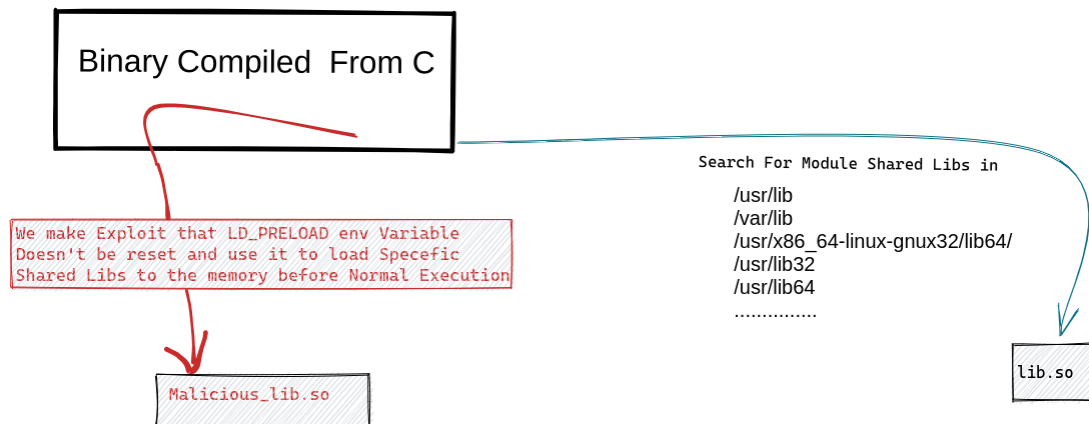 Binary Compiled From C
Search For Module Shared Libs in
/usr/lib
/var/lib
/usr/x86_64-linux-gnux32/lib64/
/usr/lib32
/usr/lib64
...............
We make Exploit that LD_PRELOAD env Variable
Doesn't be reset and use it to load Specefic
Shared Libs to the memory before Normal Execution
lib.so
Malicious_lib.so